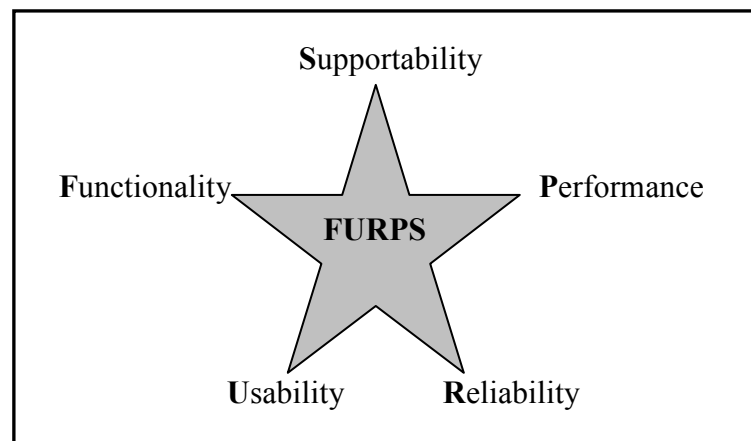 Supportability
Functionality
Performance
FURPS
Usability
Reliability